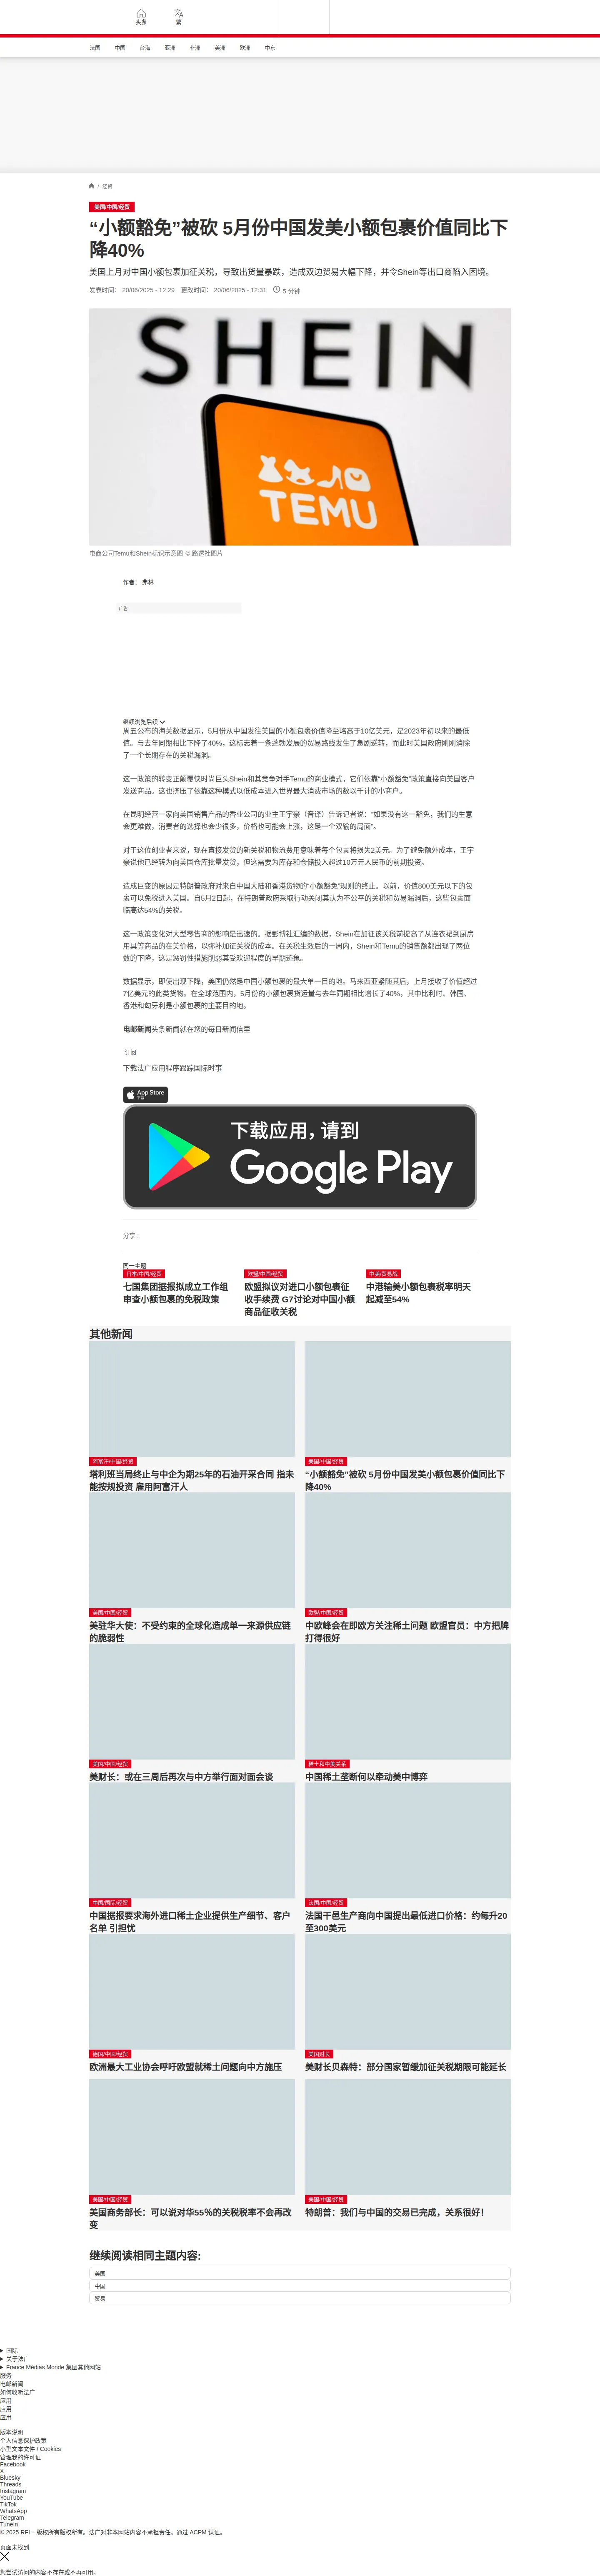 头条
繁
法国
中国
台海
亚洲
非洲
美洲
欧洲
中东
/ 经贸
美国/中国/经贸
“小额豁免”被砍 5月份中国发美小额包裹价值同比下
降40%
美国上月对中国小额包裹加征关税，导致出货量暴跌，造成双边贸易大幅下降，并令Shein等出口商陷入困境。
发表时间： 20/06/2025 - 12:29 更改时间： 20/06/2025 - 12:31 5 分钟
SHEIN
TEMU
电商公司Temu和Shein标识示意图 © 路透社图片
作者： 弗林
广告
继续浏览后续
周五公布的海关数据显示，5月份从中国发往美国的小额包裹价值降至略高于10亿美元，是2023年初以来的最低
值。与去年同期相比下降了40%，这标志着一条蓬勃发展的贸易路线发生了急剧逆转，而此时美国政府刚刚消除
了一个长期存在的关税漏洞。
这一政策的转变正颠覆快时尚巨头Shein和其竞争对手Temu的商业模式，它们依靠“小额豁免”政策直接向美国客户
发送商品。这也挤压了依靠这种模式以低成本进入世界最大消费市场的数以千计的小商户。
在昆明经营一家向美国销售产品的香业公司的业主王宇豪（音译）告诉记者说：“如果没有这一豁免，我们的生意
会更难做，消费者的选择也会少很多，价格也可能会上涨，这是一个双输的局面”。
对于这位创业者来说，现在直接发货的新关税和物流费用意味着每个包裹将损失2美元。为了避免额外成本，王宇
豪说他已经转为向美国仓库批量发货，但这需要为库存和仓储投入超过10万元人民币的前期投资。
造成巨变的原因是特朗普政府对来自中国大陆和香港货物的“小额豁免”规则的终止。以前，价值800美元以下的包
裹可以免税进入美国。自5月2日起，在特朗普政府采取行动关闭其认为不公平的关税和贸易漏洞后，这些包裹面
临高达54%的关税。
这一政策变化对大型零售商的影响是迅速的。据彭博社汇编的数据，Shein在加征该关税前提高了从连衣裙到厨房
用具等商品的在美价格，以弥补加征关税的成本。在关税生效后的一周内，Shein和Temu的销售额都出现了两位
数的下降，这是惩罚性措施削弱其受欢迎程度的早期迹象。
数据显示，即使出现下降，美国仍然是中国小额包裹的最大单一目的地。马来西亚紧随其后，上月接收了价值超过
7亿美元的此类货物。在全球范围内，5月份的小额包裹货运量与去年同期相比增长了40%，其中比利时、韩国、
香港和匈牙利是小额包裹的主要目的地。
电邮新闻头条新闻就在您的每日新闻信里
订阅
下载法广应用程序跟踪国际时事
App Store
下载
下载应用，请到
Google Play
分享 :
同一主题
日本/中国/经贸
七国集团据报拟成立工作组
审查小额包裹的免税政策
欧盟/中国/经贸
欧盟拟议对进口小额包裹征
收手续费 G7讨论对中国小额
商品征收关税
中美/贸易战
中港输美小额包裹税率明天
起减至54%
其他新闻
阿富汗/中国/经贸
塔利班当局终止与中企为期25年的石油开采合同 指未
能按规投资 雇用阿富汗人
美国/中国/经贸
“小额豁免”被砍 5月份中国发美小额包裹价值同比下
降40%
美国/中国/经贸
美驻华大使：不受约束的全球化造成单一来源供应链
的脆弱性
欧盟/中国/经贸
中欧峰会在即欧方关注稀土问题 欧盟官员：中方把牌
打得很好
美国/中国/经贸
美财长：或在三周后再次与中方举行面对面会谈
稀土和中美关系
中国稀土垄断何以牵动美中博弈
中国/国际/经贸
中国据报要求海外进口稀土企业提供生产细节、客户
名单 引担忧
法国/中国/经贸
法国干邑生产商向中国提出最低进口价格：约每升20
至300美元
德国/中国/经贸
欧洲最大工业协会呼吁欧盟就稀土问题向中方施压
美国财长
美财长贝森特：部分国家暂缓加征关税期限可能延长
美国/中国/经贸
美国商务部长：可以说对华55%的关税税率不会再改
变
美国/中国/经贸
特朗普：我们与中国的交易已完成，关系很好！
继续阅读相同主题内容:
美国
中国
贸易
国际
关于法广
France Médias Monde 集团其他网站
服务
电邮新闻
如何收听法广
应用
应用
应用
版本说明
个人信息保护政策
小型文本文件 / Cookies
管理我的许可证
Facebook
X
Bluesky
Threads
Instagram
YouTube
TikTok
WhatsApp
Telegram
TuneIn
© 2025 RFI – 版权所有版权所有。法广对非本网站内容不承担责任。通过 ACPM 认证。
页面未找到
您尝试访问的内容不存在或不再可用。